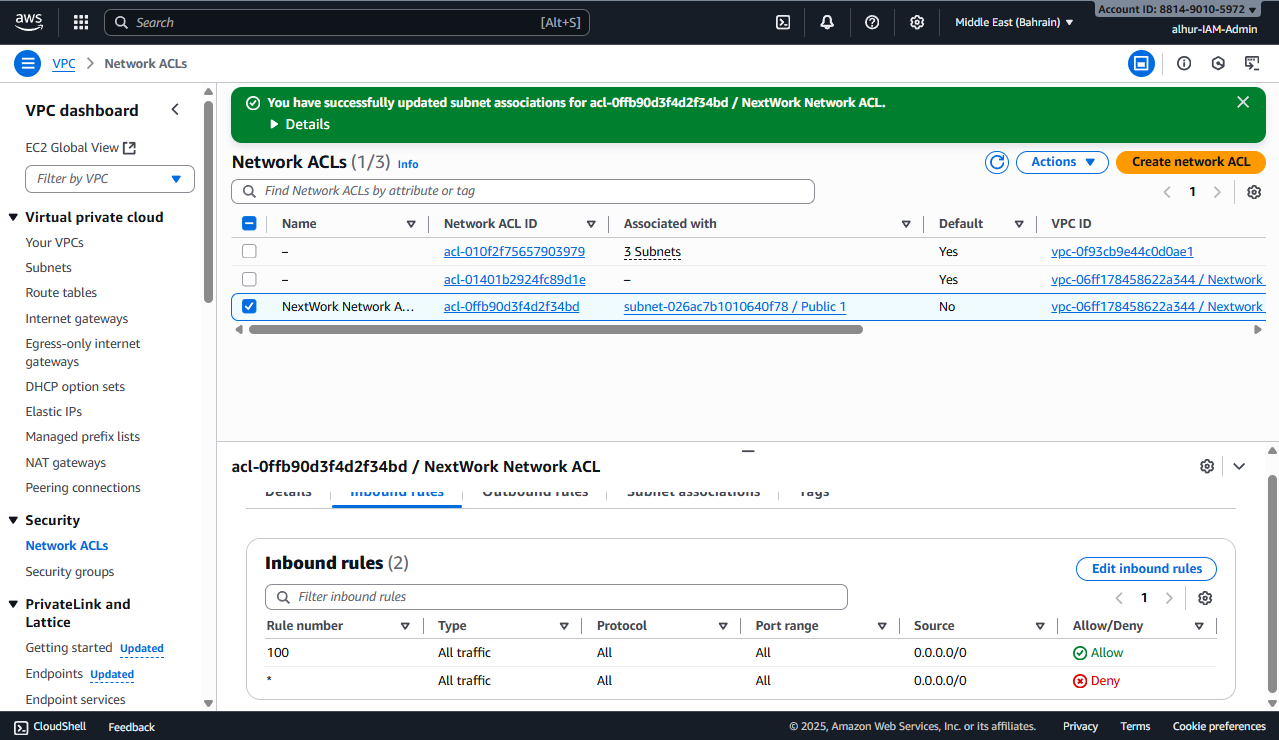 aws
Search [Alt+S]
Middle East (Bahrain)
Account ID: 8814-9010-5972
alhur-IAM-Admin
VPC > Network ACLs
VPC dashboard
EC2 Global View
Filter by VPC
Virtual private cloud
Your VPCs
Subnets
Route tables
Internet gateways
Egress-only internet
gateways
DHCP option sets
Elastic IPs
Managed prefix lists
NAT gateways
Peering connections
Security
Network ACLs
Security groups
PrivateLink and
Lattice
Getting started Updated
Endpoints Updated
Endpoint services
You have successfully updated subnet associations for acl-0ffb90d3f4d2f34bd / NextWork Network ACL.
Details
Network ACLs (1/3) Info
Actions
Create network ACL
Find Network ACLs by attribute or tag
1
Name Network ACL ID Associated with Default VPC ID
– acl-010f2f75657903979 3 Subnets Yes vpc-0f93cb9e44c0d0ae1
– acl-01401b2924fc89d1e – Yes vpc-06ff178458622a344 / Nextwork
NextWork Network A... acl-0ffb90d3f4d2f34bd subnet-026ac7b1010640f78 / Public 1 No vpc-06ff178458622a344 / Nextwork
acl-0ffb90d3f4d2f34bd / NextWork Network ACL
Details Inbound rules Outbound rules Subnet associations Tags
Inbound rules (2)
Edit inbound rules
Filter inbound rules
1
Rule number Type Protocol Port range Source Allow/Deny
100 All traffic All All 0.0.0.0/0 Allow
* All traffic All All 0.0.0.0/0 Deny
CloudShell Feedback © 2025, Amazon Web Services, Inc. or its affiliates. Privacy Terms Cookie preferences